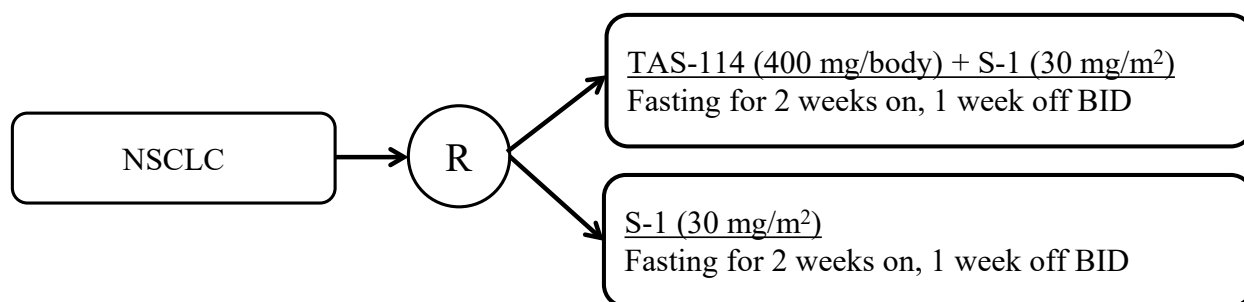 NSCLC
R
TAS-114 (400 mg/body) + S-1 (30 mg/m²)
Fasting for 2 weeks on, 1 week off BID
S-1 (30 mg/m²)
Fasting for 2 weeks on, 1 week off BID